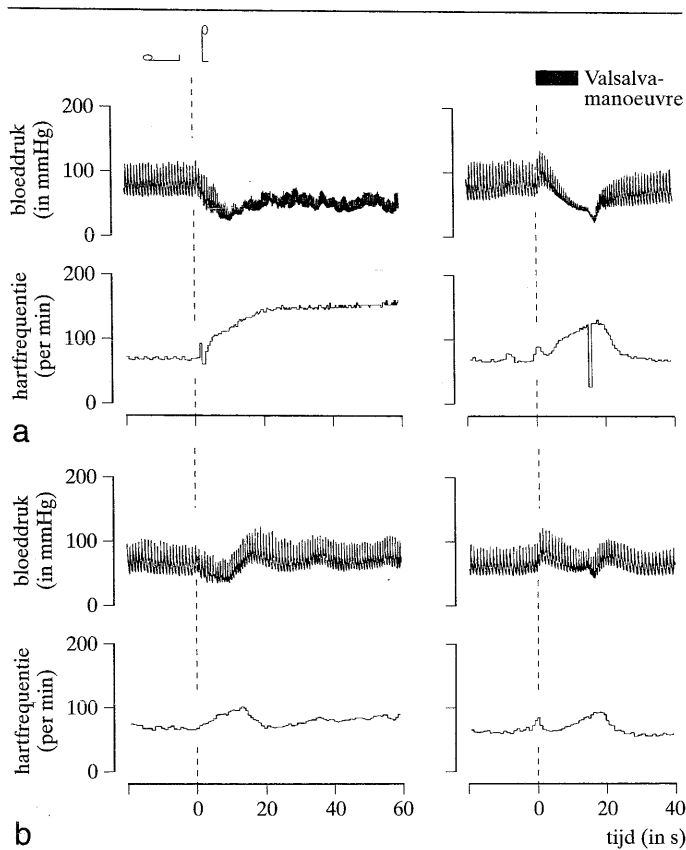 Valsalva-
manoeuvre
200
100
0
bloeddruk
(in mmHg)
200
100
0
hartfrequentie
(per min)
a
200
100
0
bloeddruk
(in mmHg)
200
100
0
hartfrequentie
(per min)
0 20 40 60
0 20 40
b
tijd (in s)